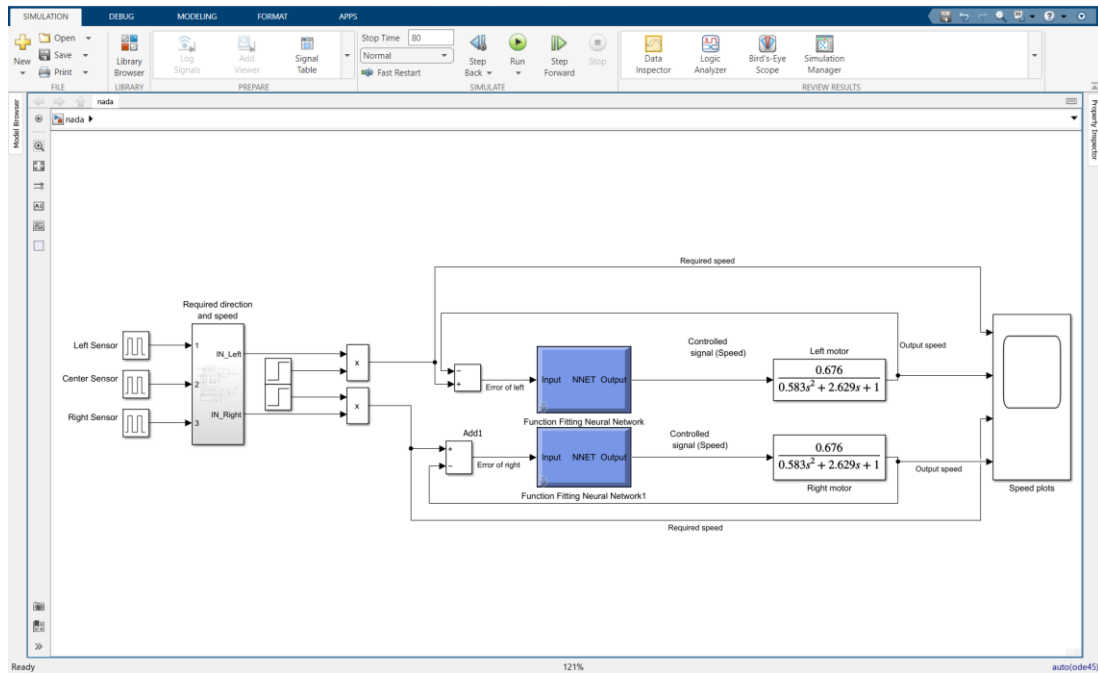 SIMULATION DEBUG MODELING FORMAT APPS
New
Open
Save
Print
FILE
Library
Browser
LIBRARY
Log
Signals
Add
Viewer
Signal
Table
PREPARE
Stop Time 80
Normal
Fast Restart
Step
Back
Run
Step
Forward
Stop
SIMULATE
Data
Inspector
Logic
Analyzer
Bird's-Eye
Scope
Simulation
Manager
REVIEW RESULTS
Model Browser
nada
nada
Property Inspector
Required speed
Required direction
and speed
Left Sensor
1
IN_Left
Center Sensor
2
Right Sensor
3
IN_Right
x
x
−
+
Error of left
Input NNET Output
Function Fitting Neural Network
Controlled
signal (Speed)
Left motor
0.676
0.583s² + 2.629s + 1
Output speed
Add1
+
−
Error of right
Input NNET Output
Function Fitting Neural Network1
Controlled
signal (Speed)
0.676
0.583s² + 2.629s + 1
Right motor
Output speed
Speed plots
Required speed
Ready
121%
auto(ode45)